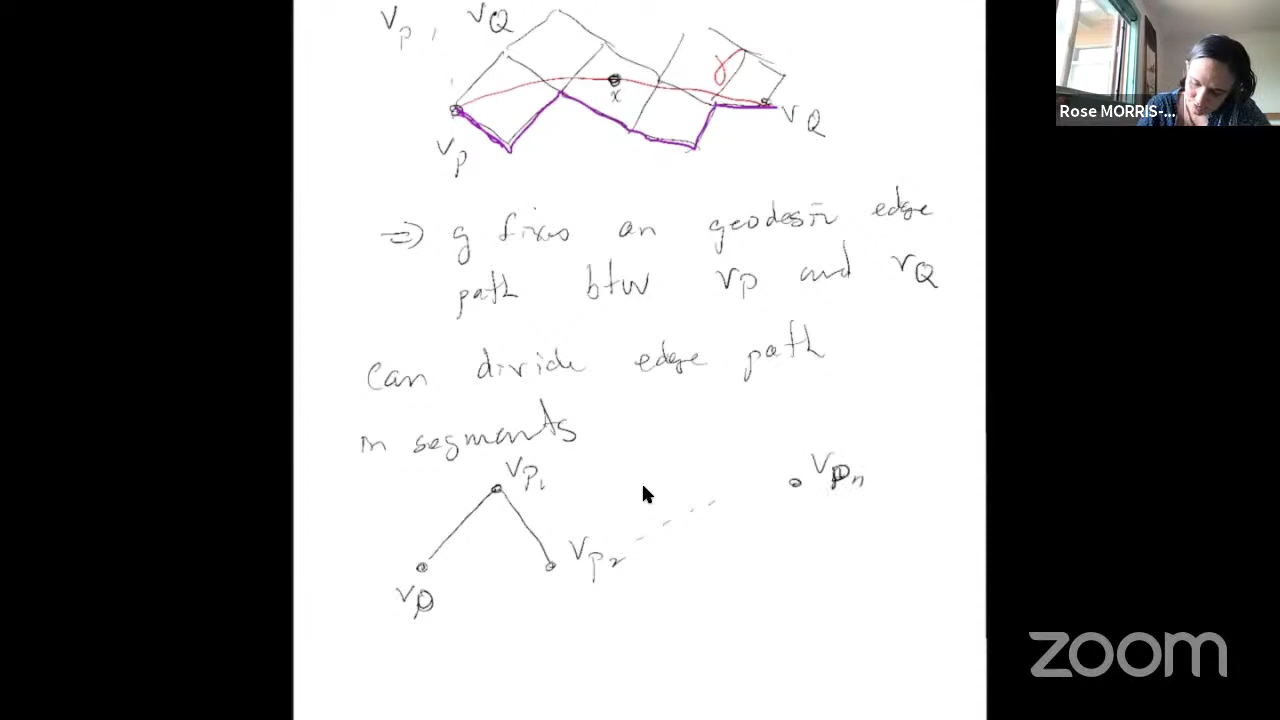 Vp, VQ
γ
x
VQ
Vp
Rose MORRIS-...
⇒ g fixes an geodesic edge
path btw vp and vQ
can divide edge path
in segments
Vp1
VPn
Vp2
VP
zoom